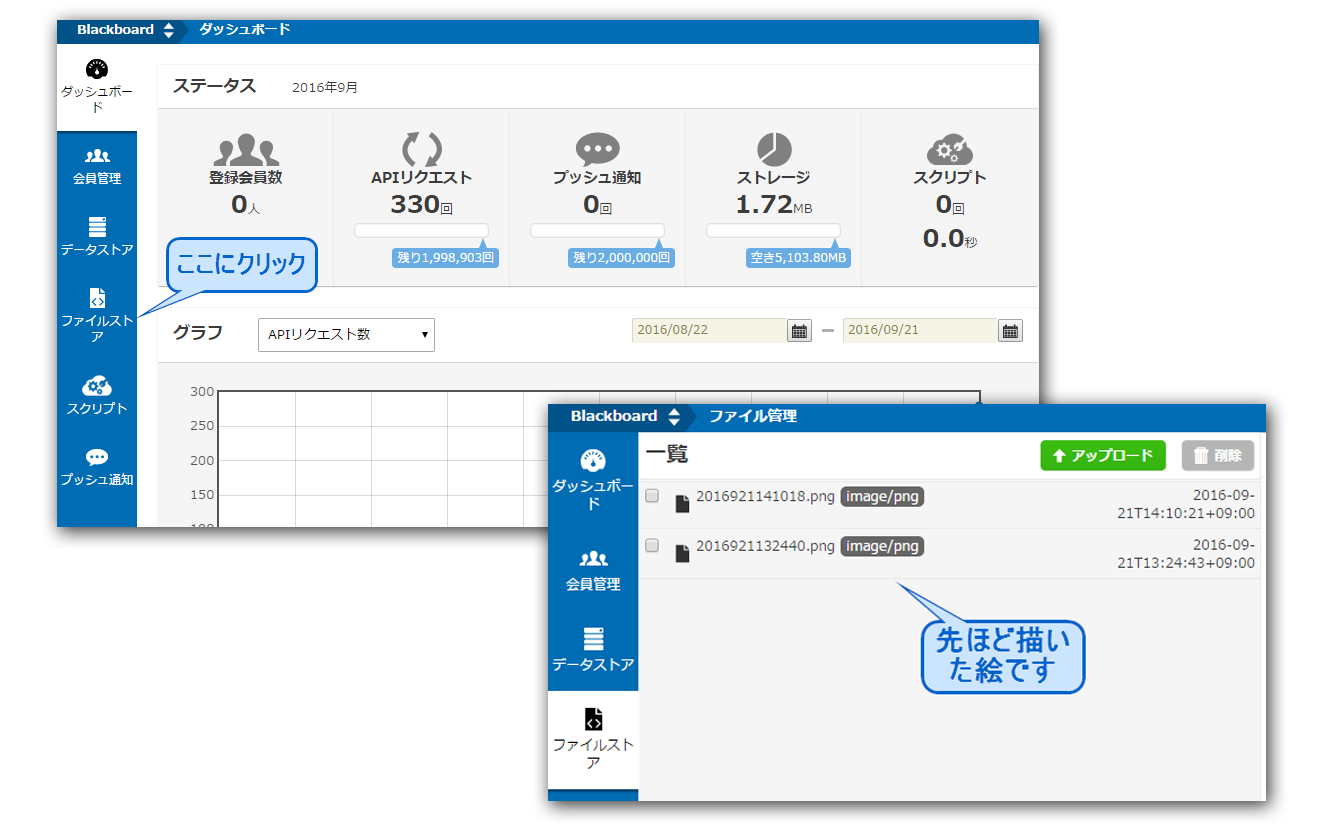 Blackboard
ダッシュボード
ダッシュボー
ド
会員管理
データストア
ファイルスト
ア
スクリプト
プッシュ通知
ステータス
2016年9月
登録会員数
0人
APIリクエスト
330回
残り1,998,903回
プッシュ通知
0回
残り2,000,000回
ストレージ
1.72MB
空き5,103.80MB
スクリプト
0回
0.0秒
ここにクリック
グラフ
APIリクエスト数
2016/08/22
2016/09/21
300
250
200
150
100
Blackboard
ファイル管理
ダッシュボー
ド
会員管理
データストア
ファイルスト
ア
一覧
アップロード
削除
2016921141018.png image/png
2016-09-
21T14:10:21+09:00
2016921132440.png image/png
2016-09-
21T13:24:43+09:00
先ほど描い
た絵です